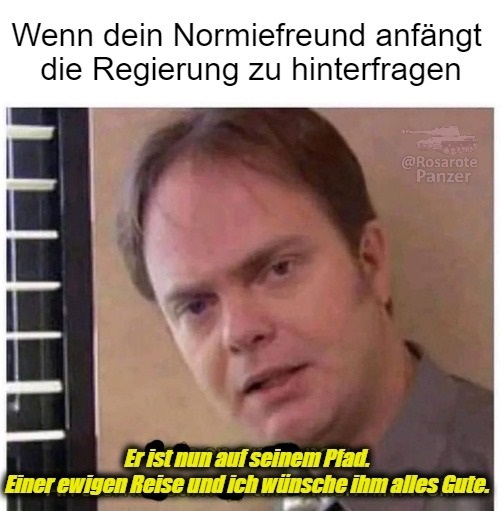 Wenn dein Normiefreund anfängt
die Regierung zu hinterfragen
@Rosarote
Panzer
Er ist nun auf seinem Pfad.
Einer ewigen Reise und ich wünsche ihm alles Gute.